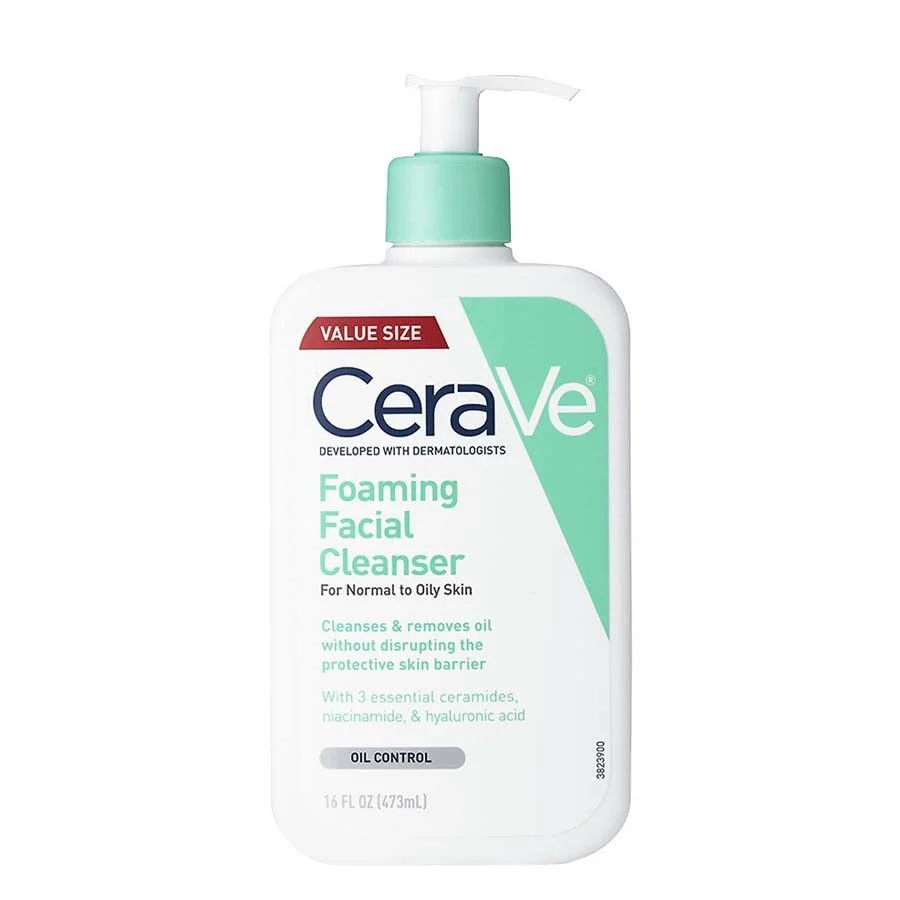 VALUE SIZE
CeraVe®
DEVELOPED WITH DERMATOLOGISTS
Foaming
Facial
Cleanser
For Normal to Oily Skin
Cleanses & removes oil
without disrupting the
protective skin barrier
With 3 essential ceramides,
niacinamide, & hyaluronic acid
OIL CONTROL
16 FL OZ (473mL)
3823900